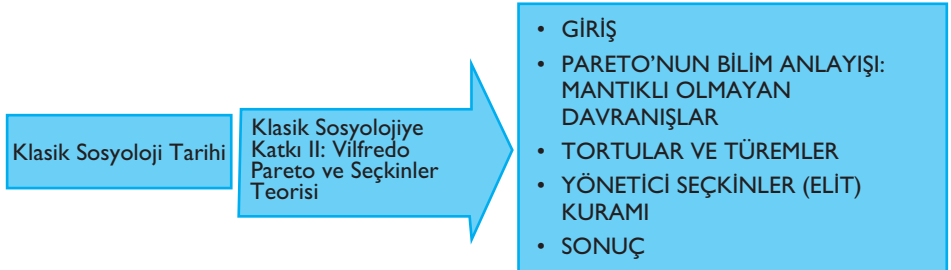 Klasik Sosyoloji Tarihi
Klasik Sosyolojiye
Katkı II: Vilfredo
Pareto ve Seçkinler
Teorisi
• GİRİŞ
• PARETO’NUN BİLİM ANLAYIŞI:
MANTIKLI OLMAYAN
DAVRANIŞLAR
• TORTULAR VE TÜREMLER
• YÖNETİCİ SEÇKİNLER (ELİT)
KURAMI
• SONUÇ